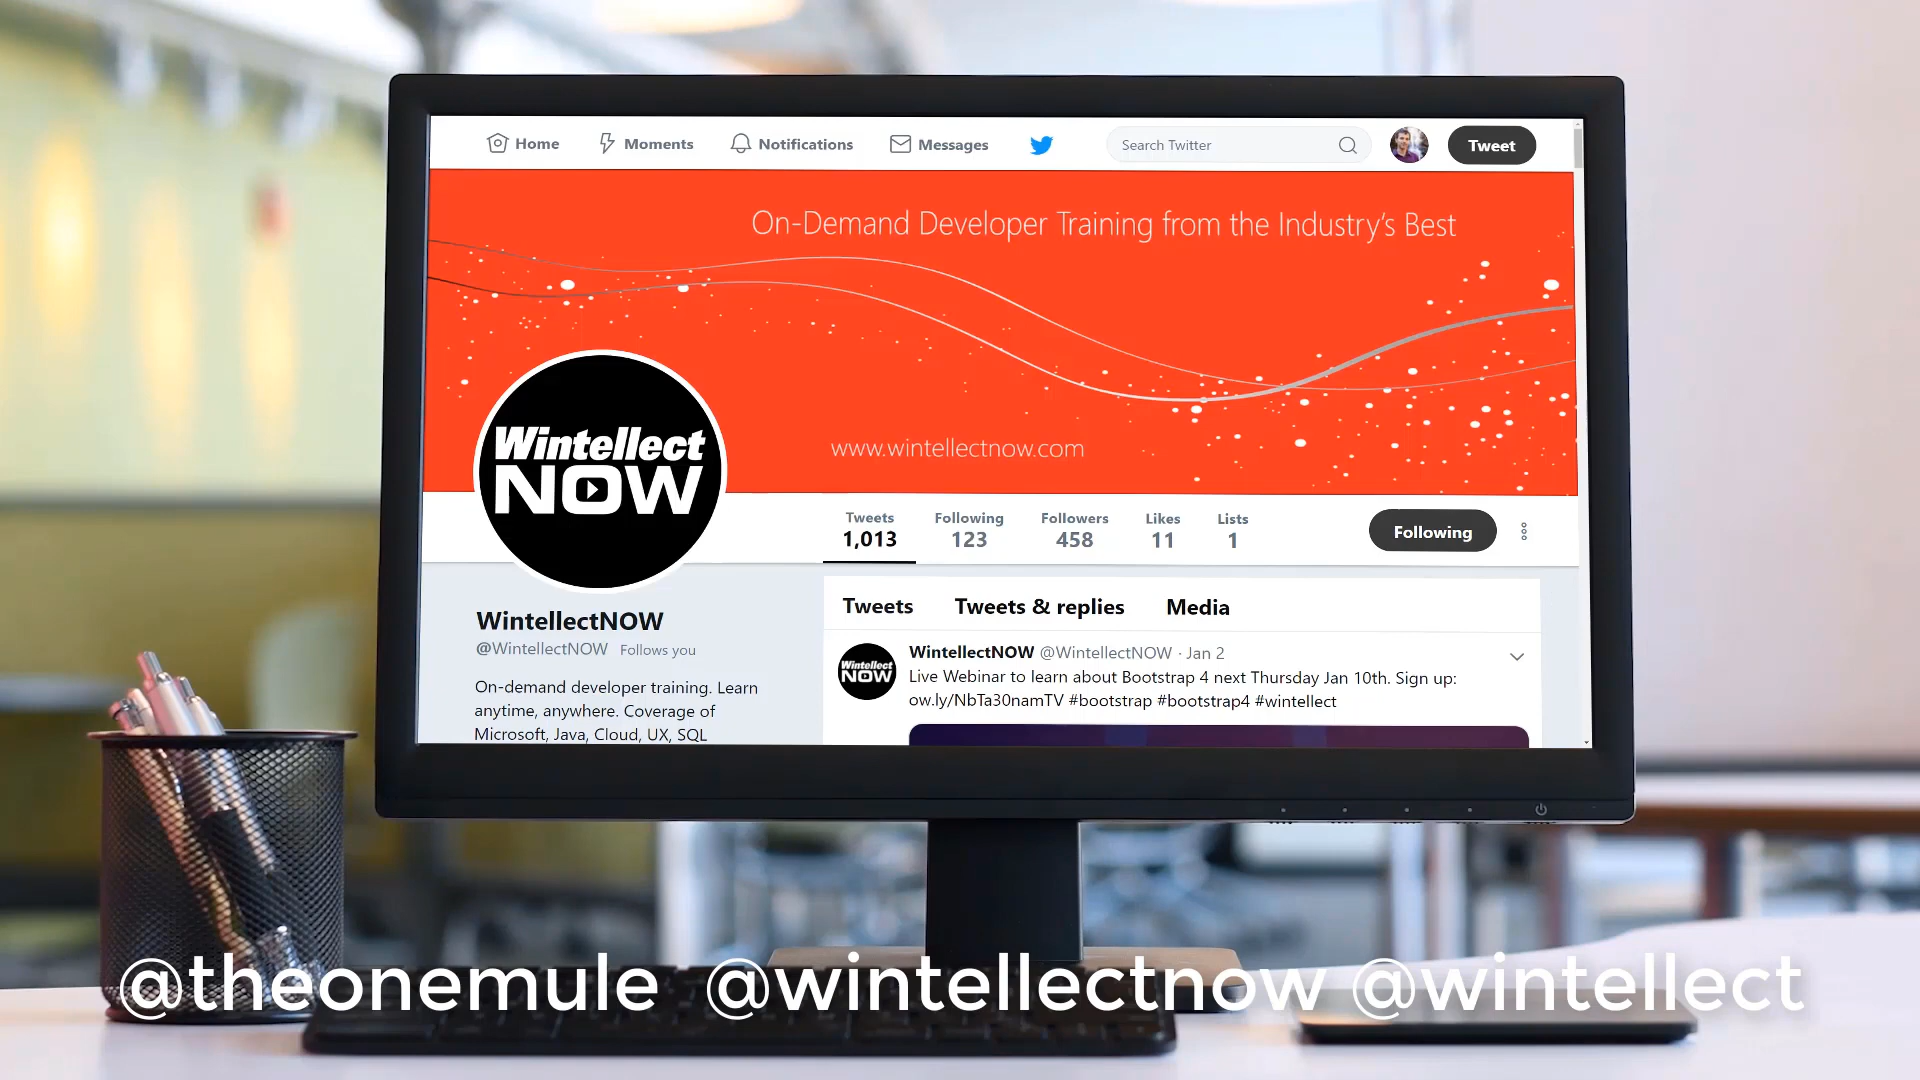 Home Moments Notifications Messages Search Twitter Tweet
On-Demand Developer Training from the Industry's Best
www.wintellectnow.com
Wintellect
NOW
Tweets Following Followers Likes Lists
1,013 123 458 11 1
Following
WintellectNOW
@WintellectNOW Follows you
On-demand developer training. Learn
anytime, anywhere. Coverage of
Microsoft, Java, Cloud, UX, SQL
Tweets Tweets & replies Media
Wintellect
NOW
WintellectNOW @WintellectNOW · Jan 2
Live Webinar to learn about Bootstrap 4 next Thursday Jan 10th. Sign up:
ow.ly/NbTa30namTV #bootstrap #bootstrap4 #wintellect
@theonemule @wintellectnow @wintellect